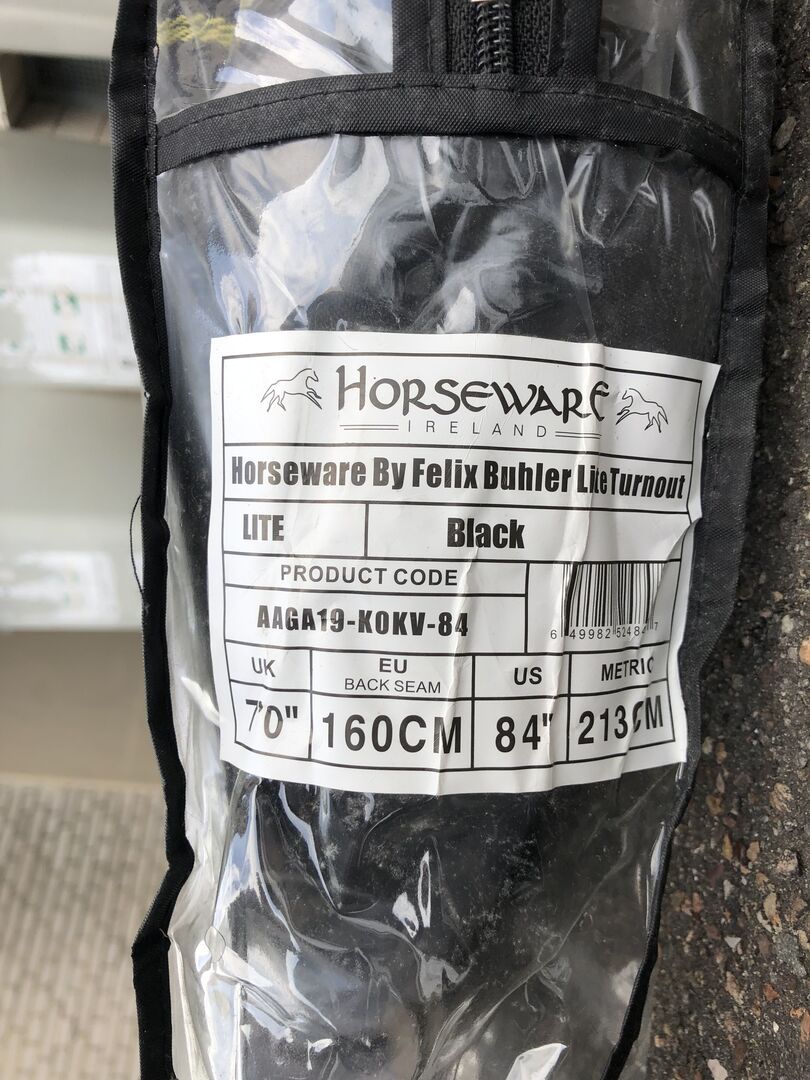 HORSEWARE
IRELAND
Horseware By Felix Buhler Lite Turnout
LITE
Black
PRODUCT CODE
AAGA19-K0KV-84
UK
EU
BACK SEAM
US
METRIC
7'0"
160CM
84"
213CM